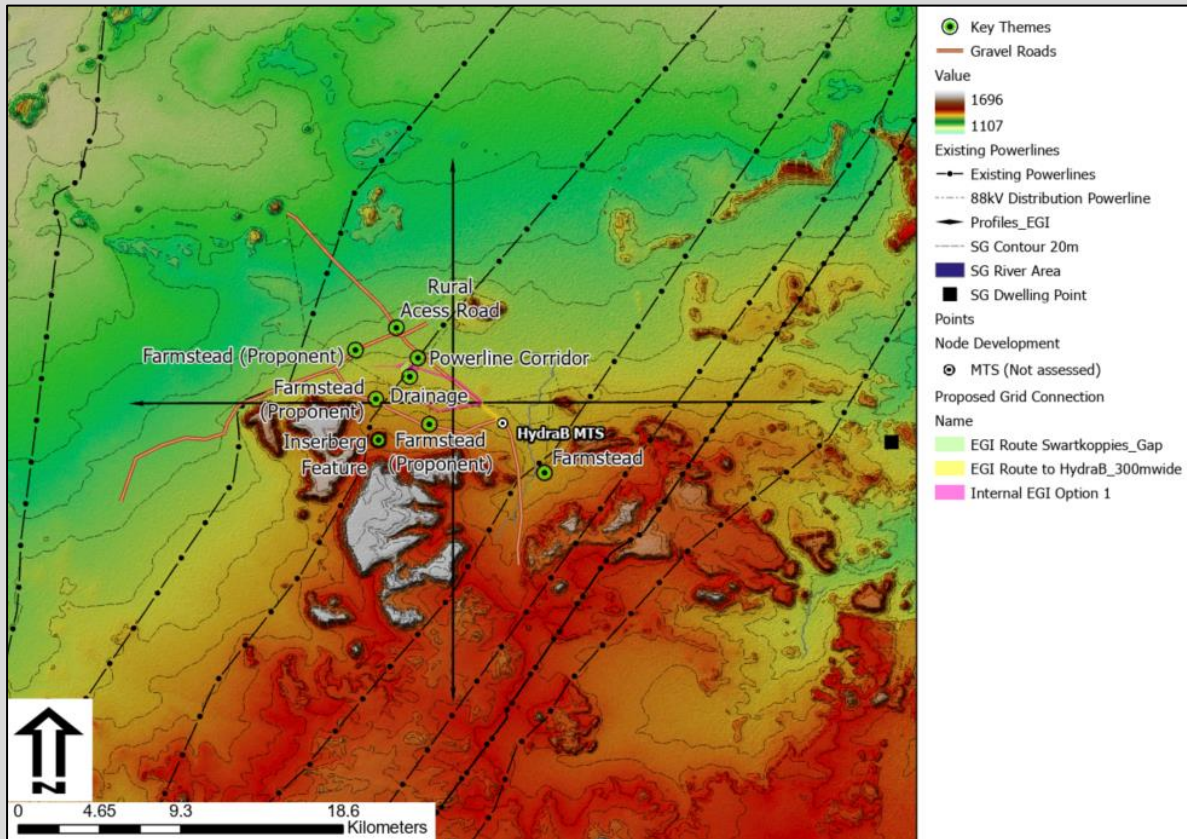 Rural
Acess Road
Farmstead (Proponent)
Powerline Corridor
Farmstead
(Proponent)
Drainage
HydraB MTS
Inserberg
Feature
Farmstead
(Proponent)
Farmstead
N
0 4.65 9.3 18.6
Kilometers
Key Themes
Gravel Roads
Value
1696
1107
Existing Powerlines
Existing Powerlines
88kV Distribution Powerline
Profiles_EGI
SG Contour 20m
SG River Area
SG Dwelling Point
Points
Node Development
MTS (Not assessed)
Proposed Grid Connection
Name
EGI Route Swartkoppies_Gap
EGI Route to HydraB_300mwide
Internal EGI Option 1